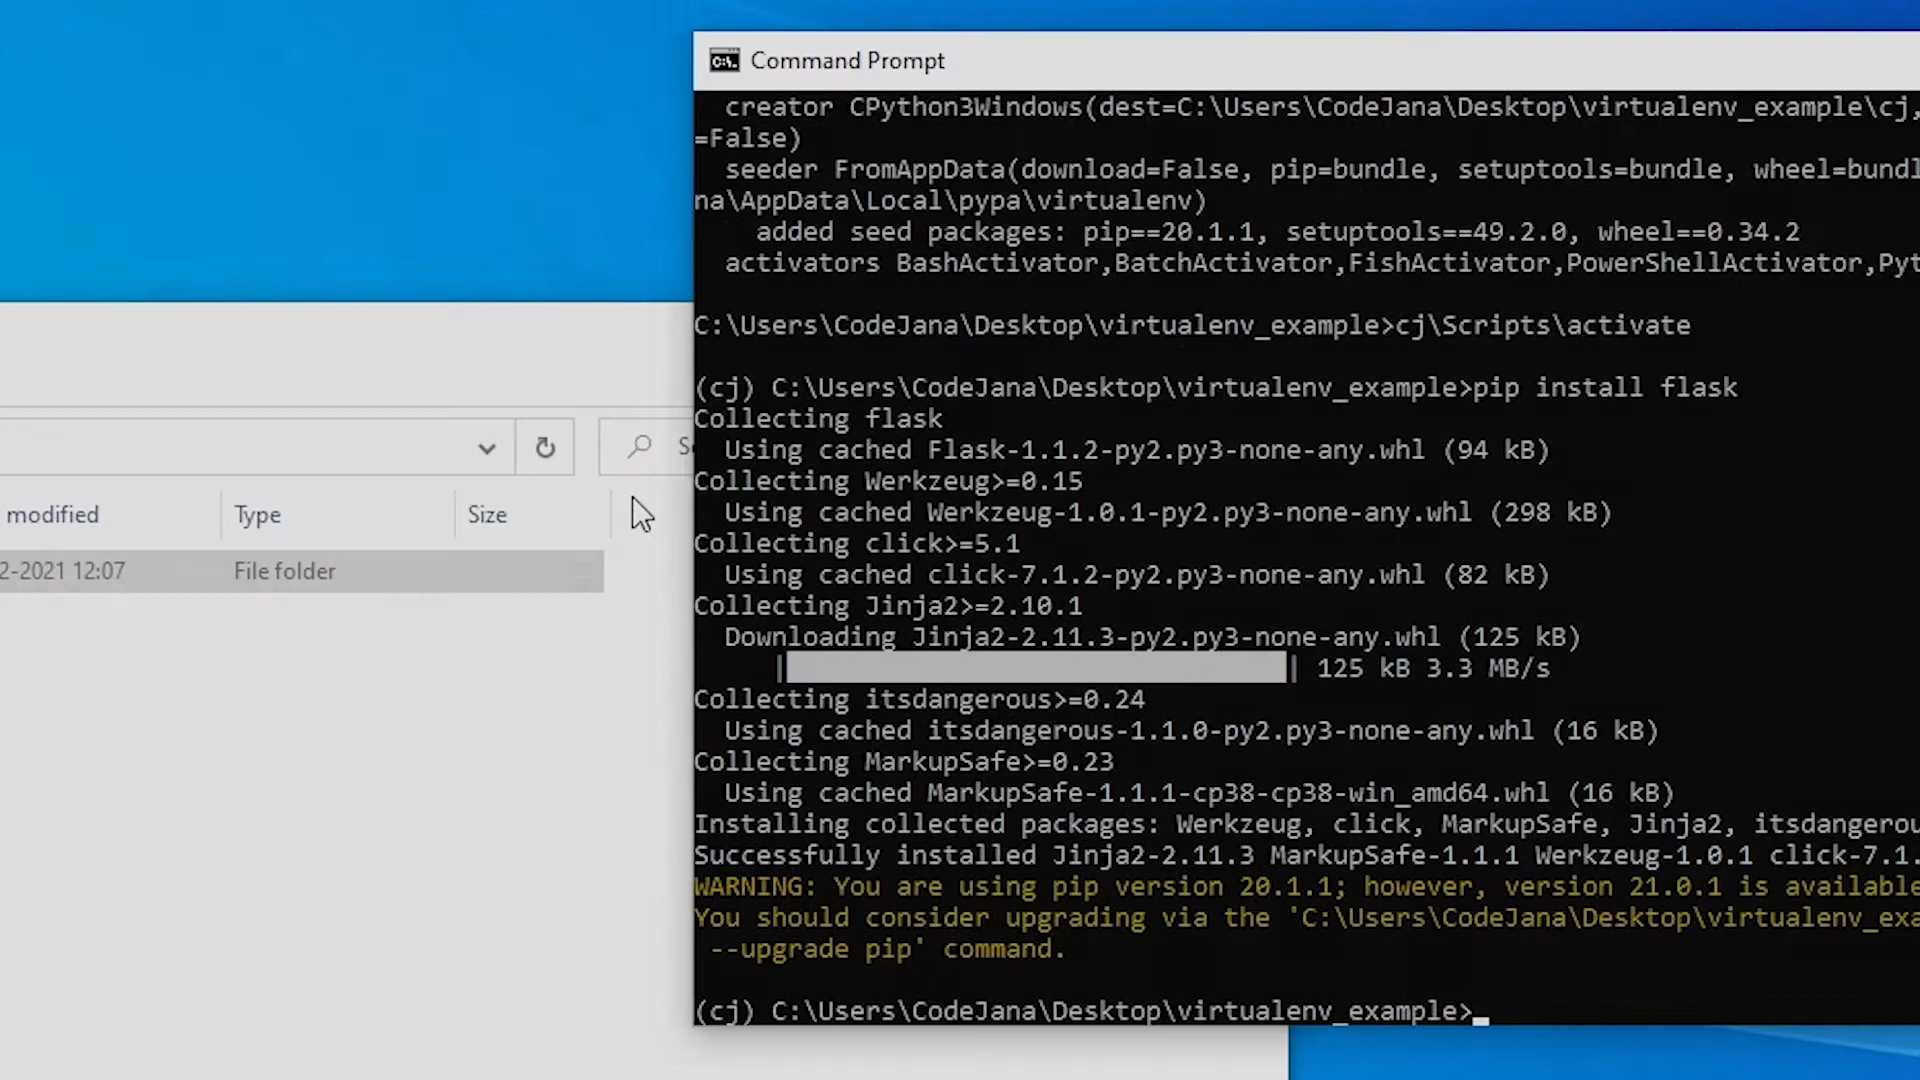 Command Prompt
creator CPython3Windows(dest=C:\Users\CodeJana\Desktop\virtualenv_example\cj,
=False)
seeder FromAppData(download=False, pip=bundle, setuptools=bundle, wheel=bundl
na\AppData\Local\pypa\virtualenv)
added seed packages: pip==20.1.1, setuptools==49.2.0, wheel==0.34.2
activators BashActivator,BatchActivator,FishActivator,PowerShellActivator,Pyt
C:\Users\CodeJana\Desktop\virtualenv_example>cj\Scripts\activate
(cj) C:\Users\CodeJana\Desktop\virtualenv_example>pip install flask
Collecting flask
Using cached Flask-1.1.2-py2.py3-none-any.whl (94 kB)
Collecting Werkzeug>=0.15
Using cached Werkzeug-1.0.1-py2.py3-none-any.whl (298 kB)
Collecting click>=5.1
Using cached click-7.1.2-py2.py3-none-any.whl (82 kB)
Collecting Jinja2>=2.10.1
Downloading Jinja2-2.11.3-py2.py3-none-any.whl (125 kB)
| | 125 kB 3.3 MB/s
Collecting itsdangerous>=0.24
Using cached itsdangerous-1.1.0-py2.py3-none-any.whl (16 kB)
Collecting MarkupSafe>=0.23
Using cached MarkupSafe-1.1.1-cp38-cp38-win_amd64.whl (16 kB)
Installing collected packages: Werkzeug, click, MarkupSafe, Jinja2, itsdangerou
Successfully installed Jinja2-2.11.3 MarkupSafe-1.1.1 Werkzeug-1.0.1 click-7.1.
WARNING: You are using pip version 20.1.1; however, version 21.0.1 is available
You should consider upgrading via the 'C:\Users\CodeJana\Desktop\virtualenv_exa
--upgrade pip' command.
(cj) C:\Users\CodeJana\Desktop\virtualenv_example>
modified Type Size
2-2021 12:07 File folder